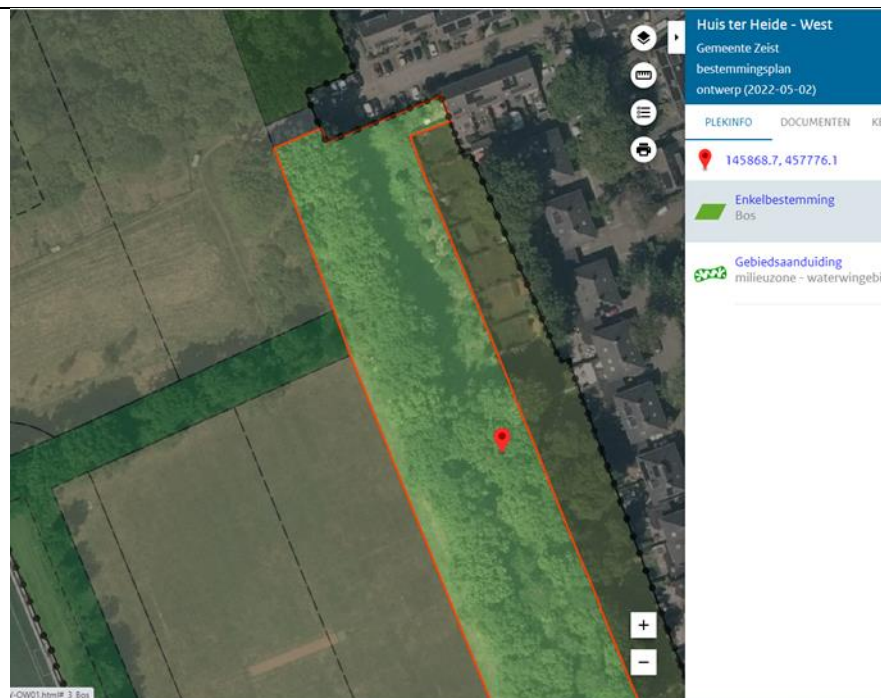 Huis ter Heide - West
Gemeente Zeist
bestemmingsplan
ontwerp (2022-05-02)
PLEKINFO DOCUMENTEN
145868.7, 457776.1
Enkelbestemming
Bos
Gebiedsaanduiding
milieuzone - waterwingebi
+
−